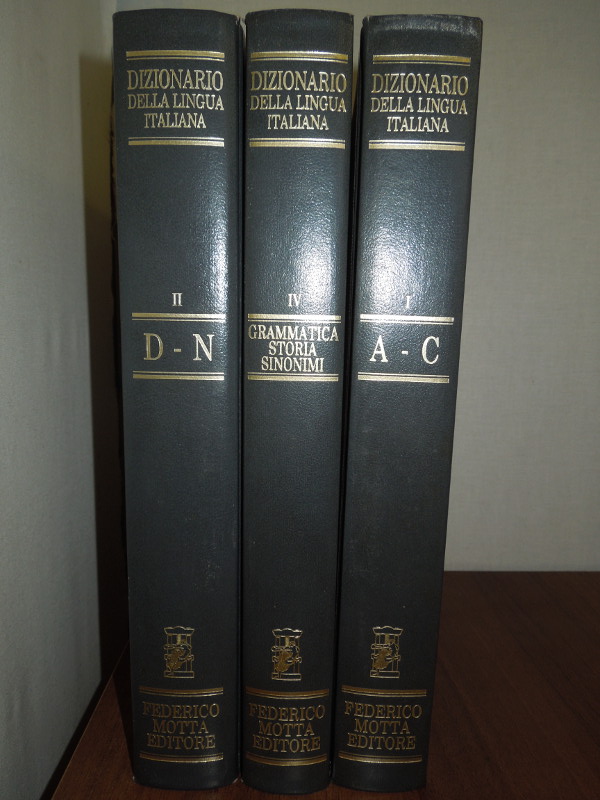 DIZIONARIO
DELLA LINGUA
ITALIANA
II
D - N
FEDERICO
MOTTA
EDITORE
DIZIONARIO
DELLA LINGUA
ITALIANA
IV
GRAMMATICA
STORIA
SINONIMI
FEDERICO
MOTTA
EDITORE
DIZIONARIO
DELLA LINGUA
ITALIANA
I
A - C
FEDERICO
MOTTA
EDITORE